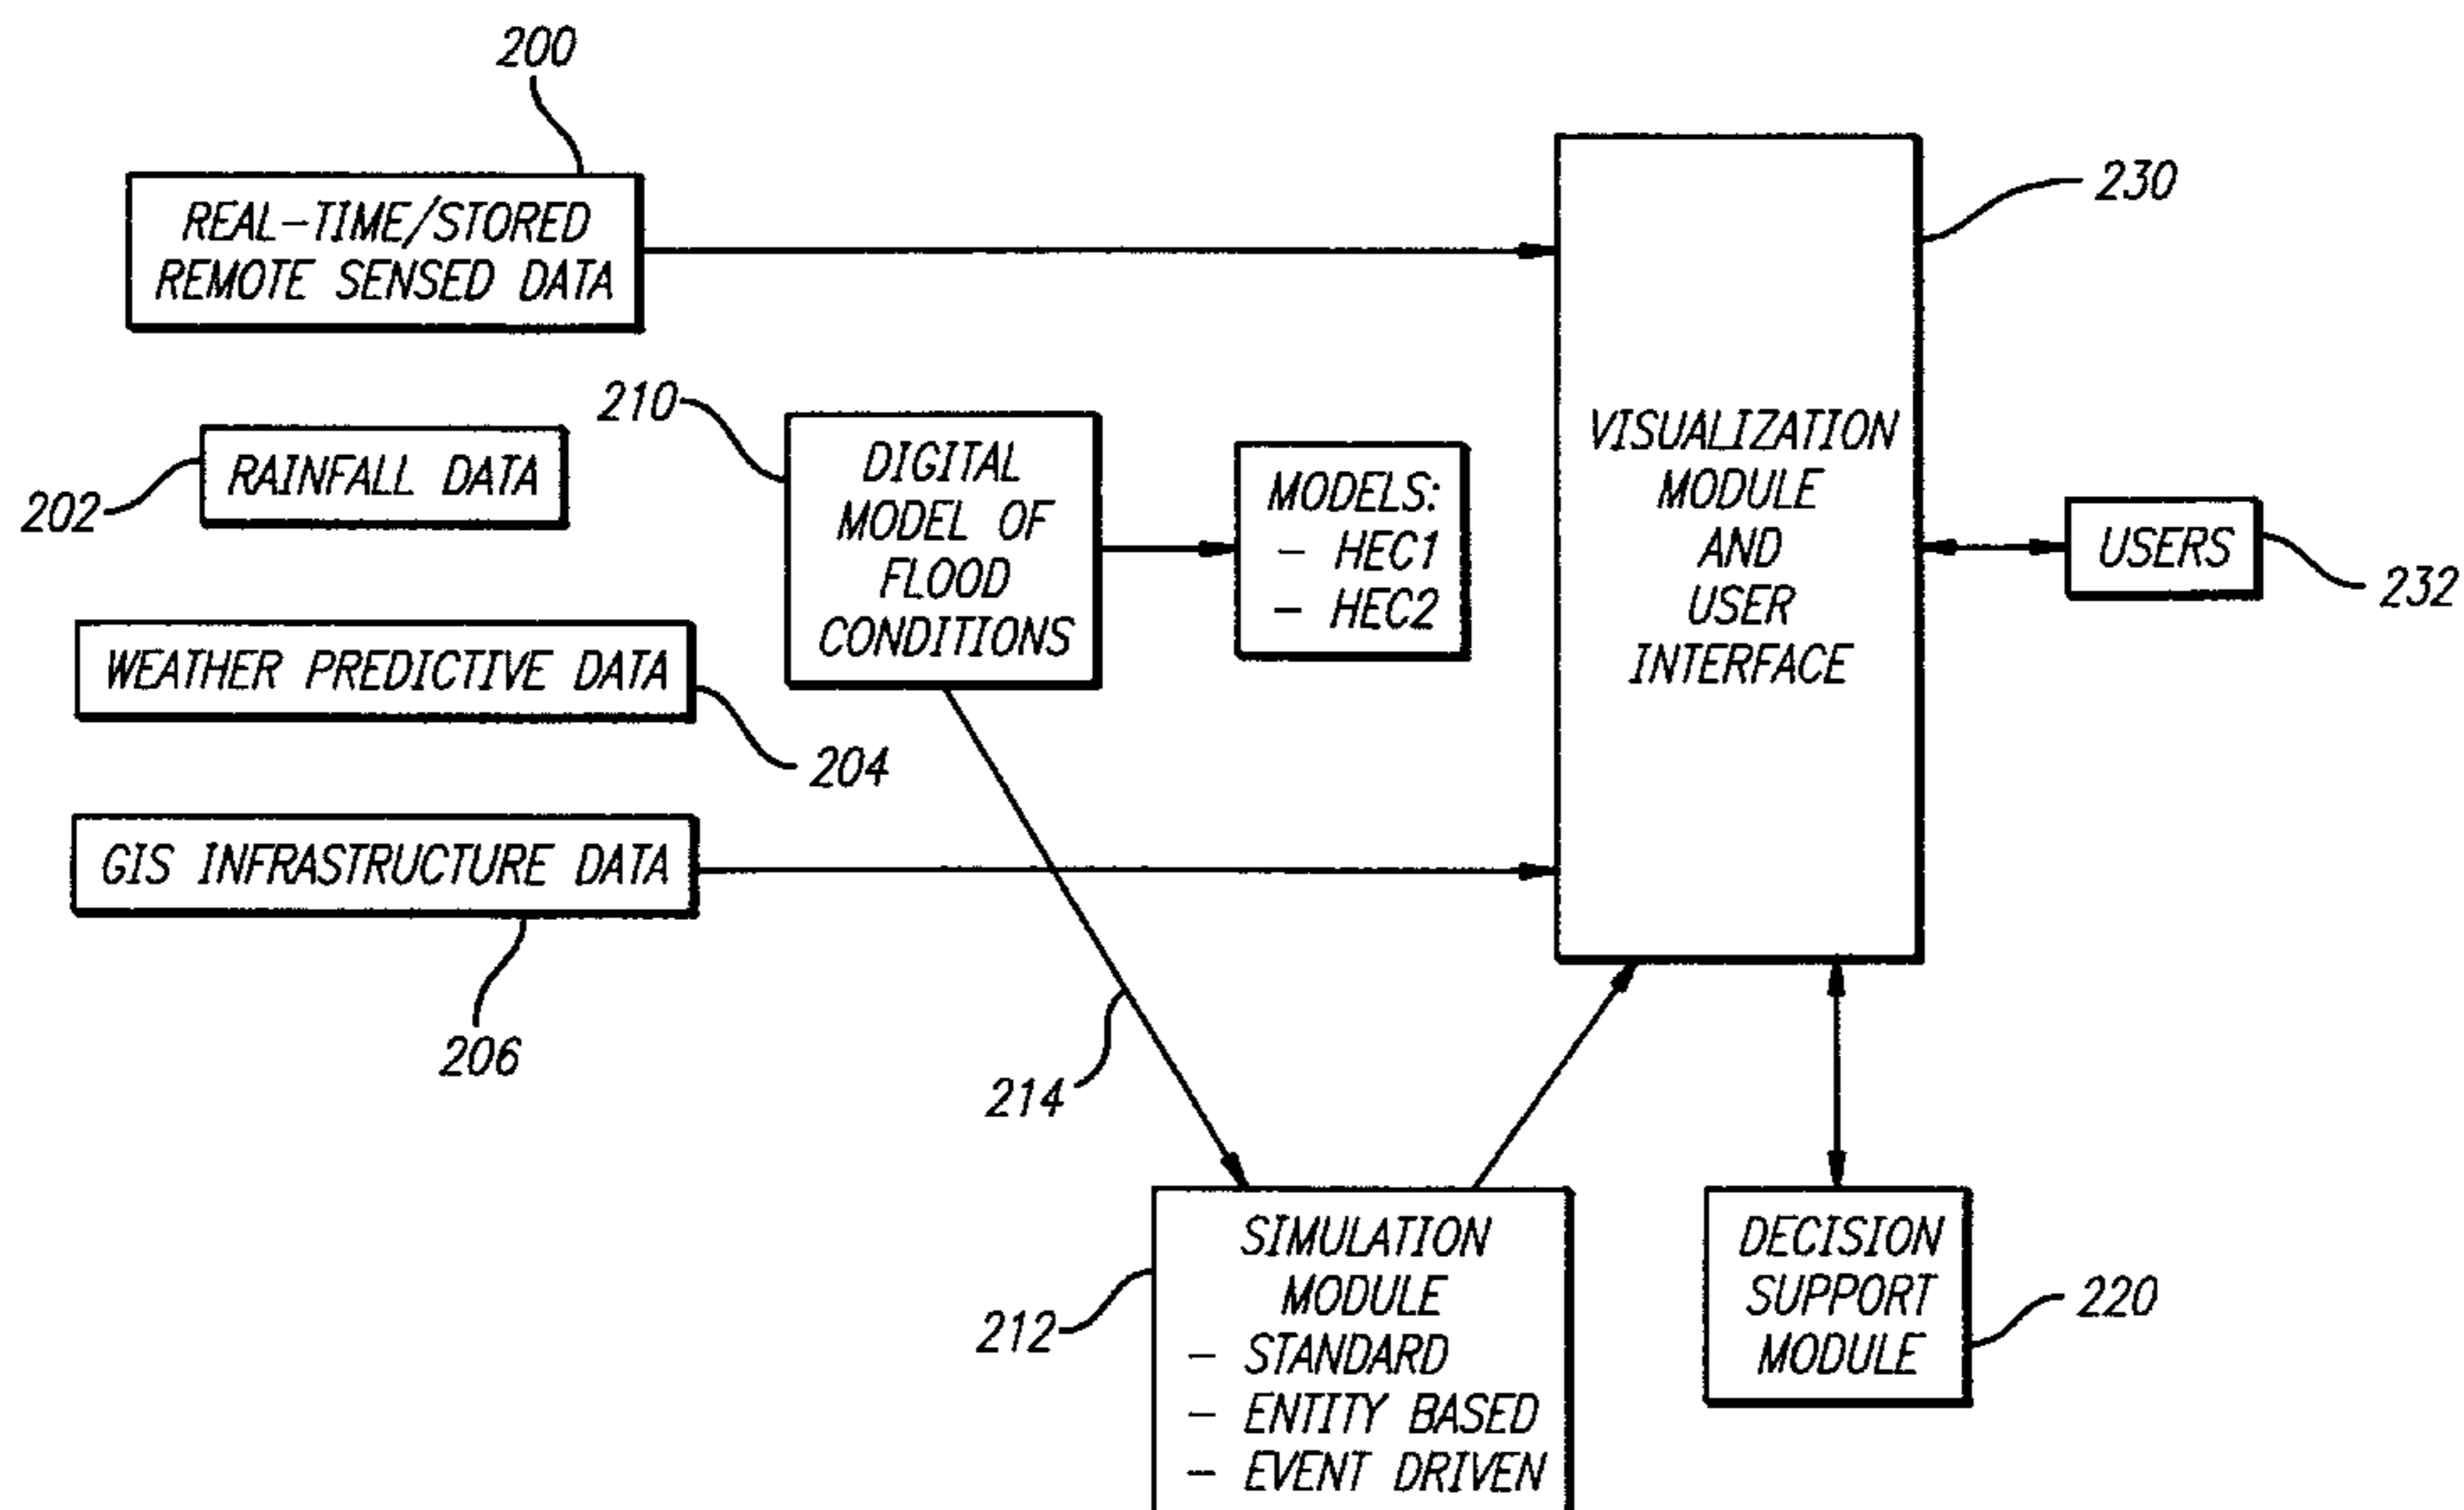 200
REAL-TIME/STORED
REMOTE SENSED DATA
230
210
202
RAINFALL DATA
DIGITAL
MODEL OF
FLOOD
CONDITIONS
MODELS:
- HEC1
- HEC2
VISUALIZATION
MODULE
AND
USER
INTERFACE
USERS
232
WEATHER PREDICTIVE DATA
204
GIS INFRASTRUCTURE DATA
206
214
212
SIMULATION
MODULE
- STANDARD
- ENTITY BASED
- EVENT DRIVEN
DECISION
SUPPORT
MODULE
220